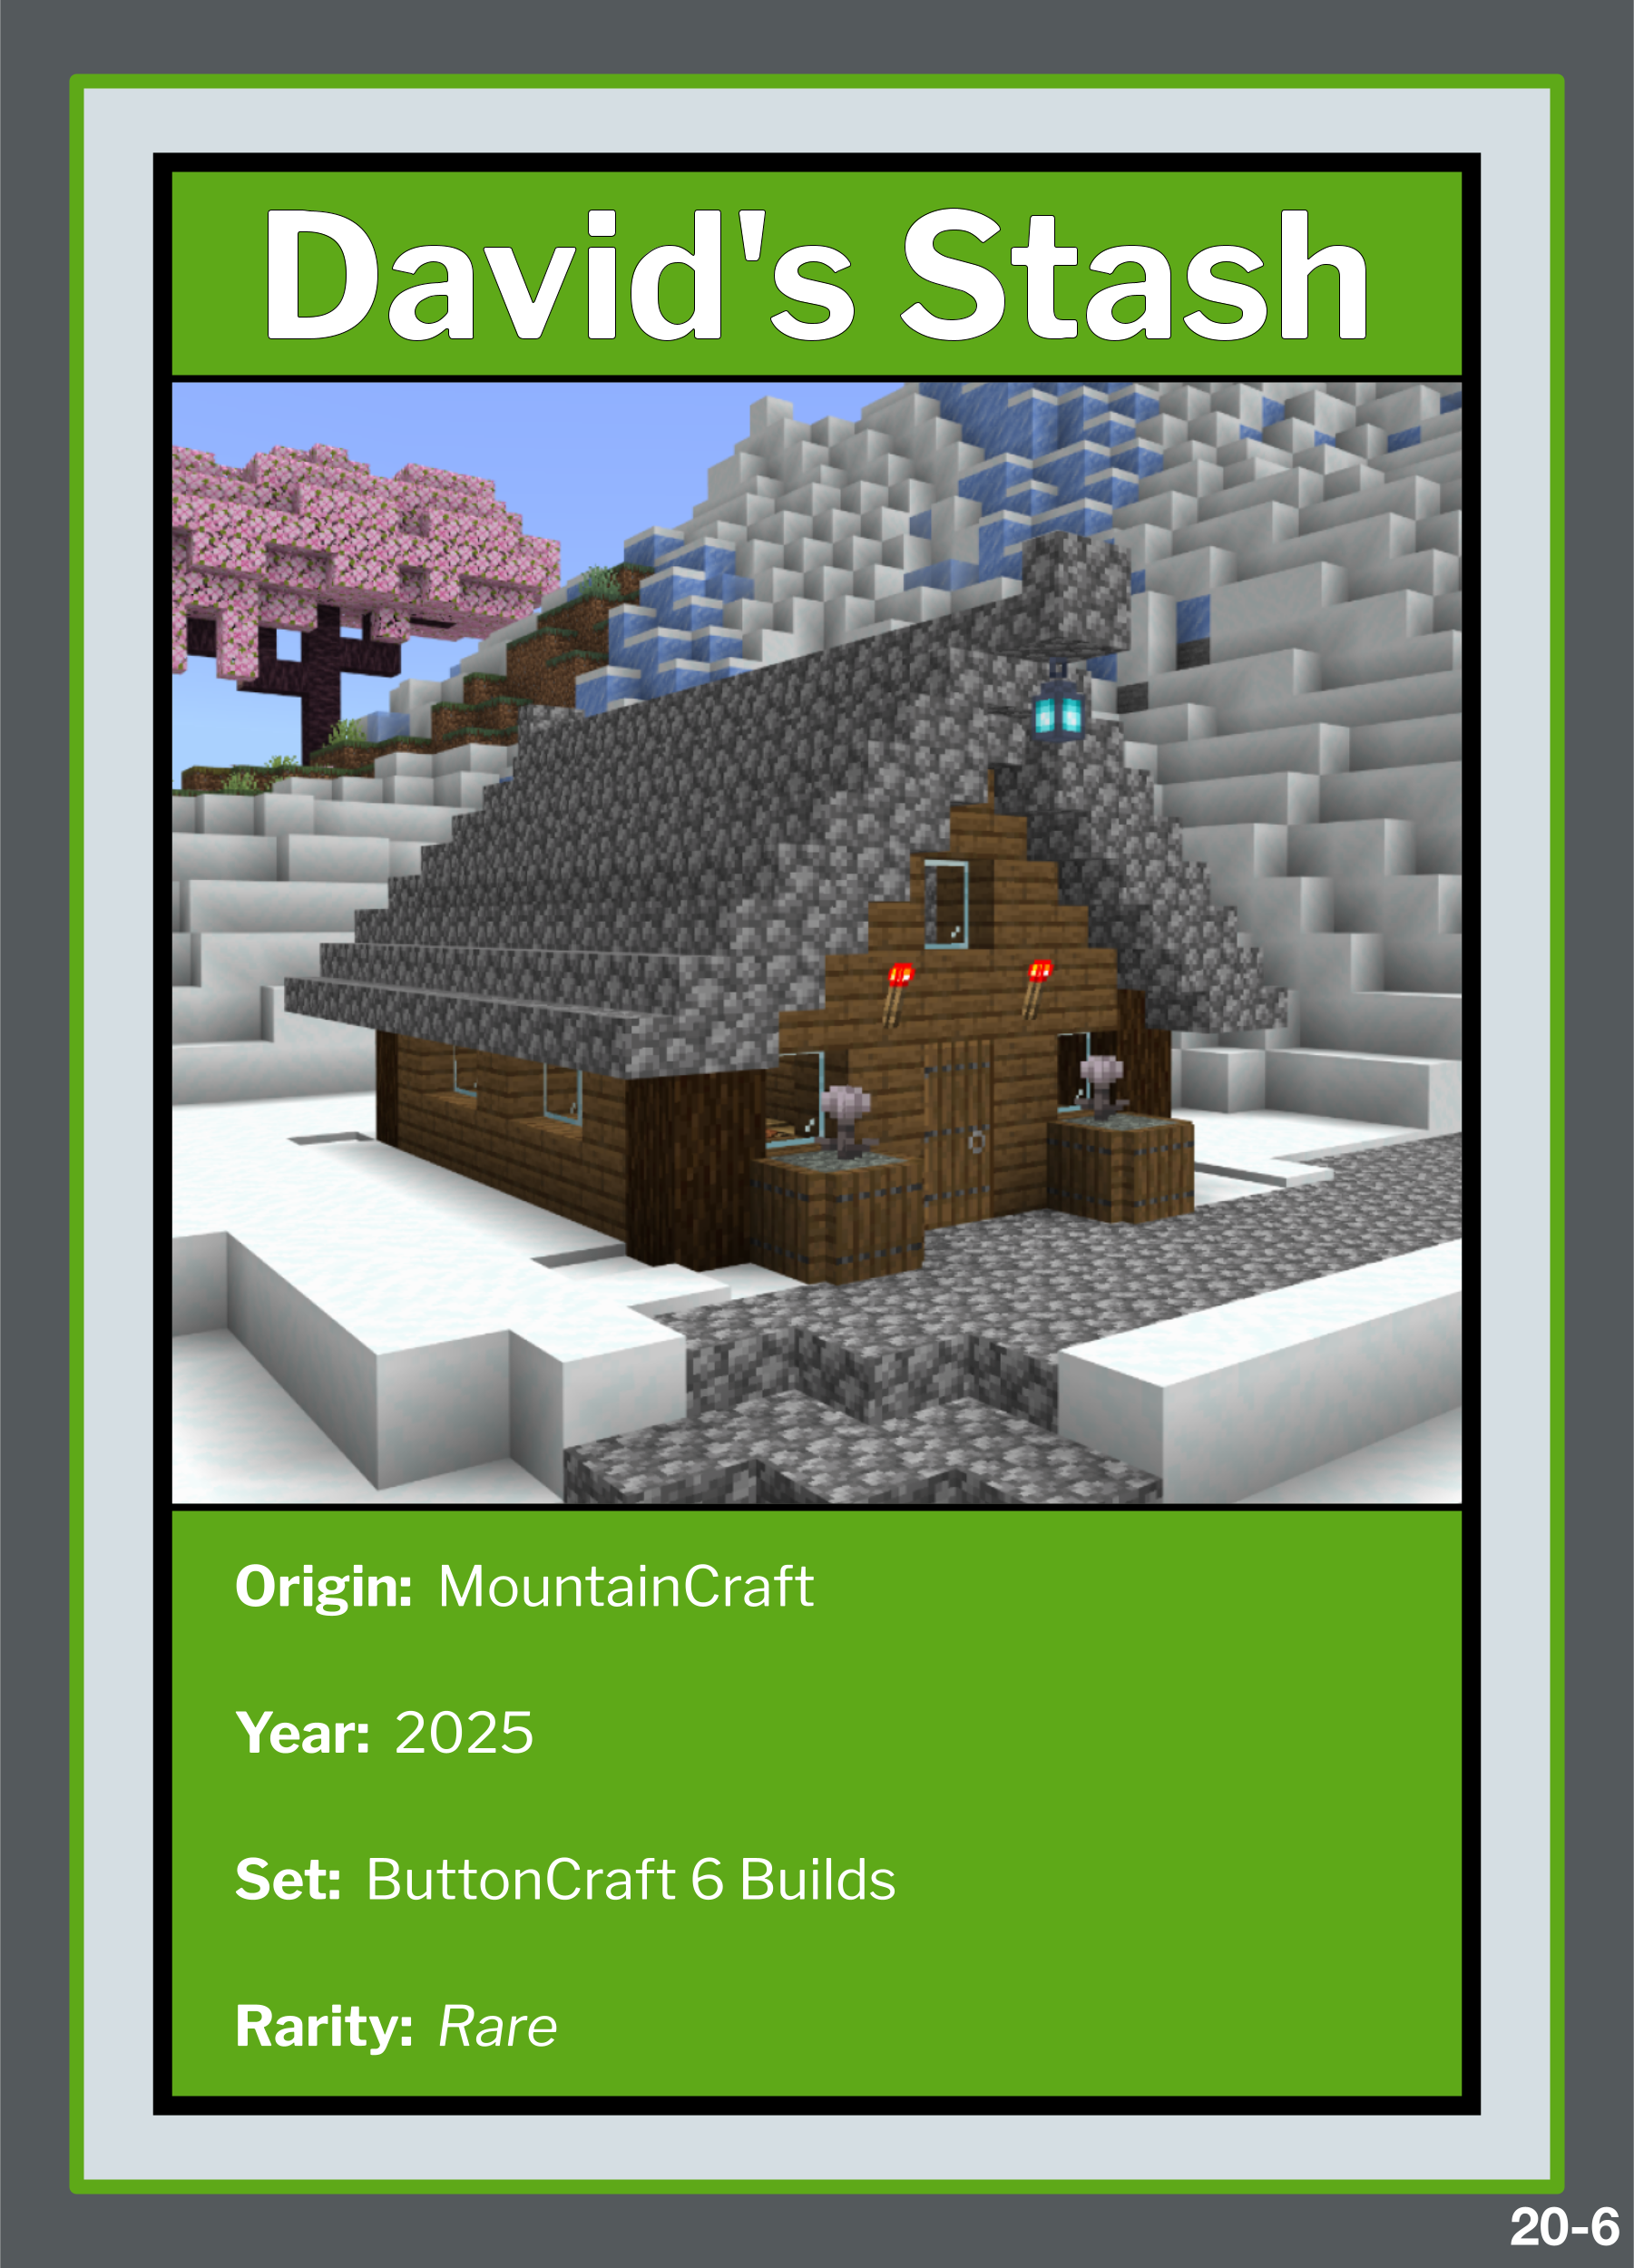 David's Stash
Origin: MountainCraft
Year: 2025
Set: ButtonCraft 6 Builds
Rarity: Rare
20-6